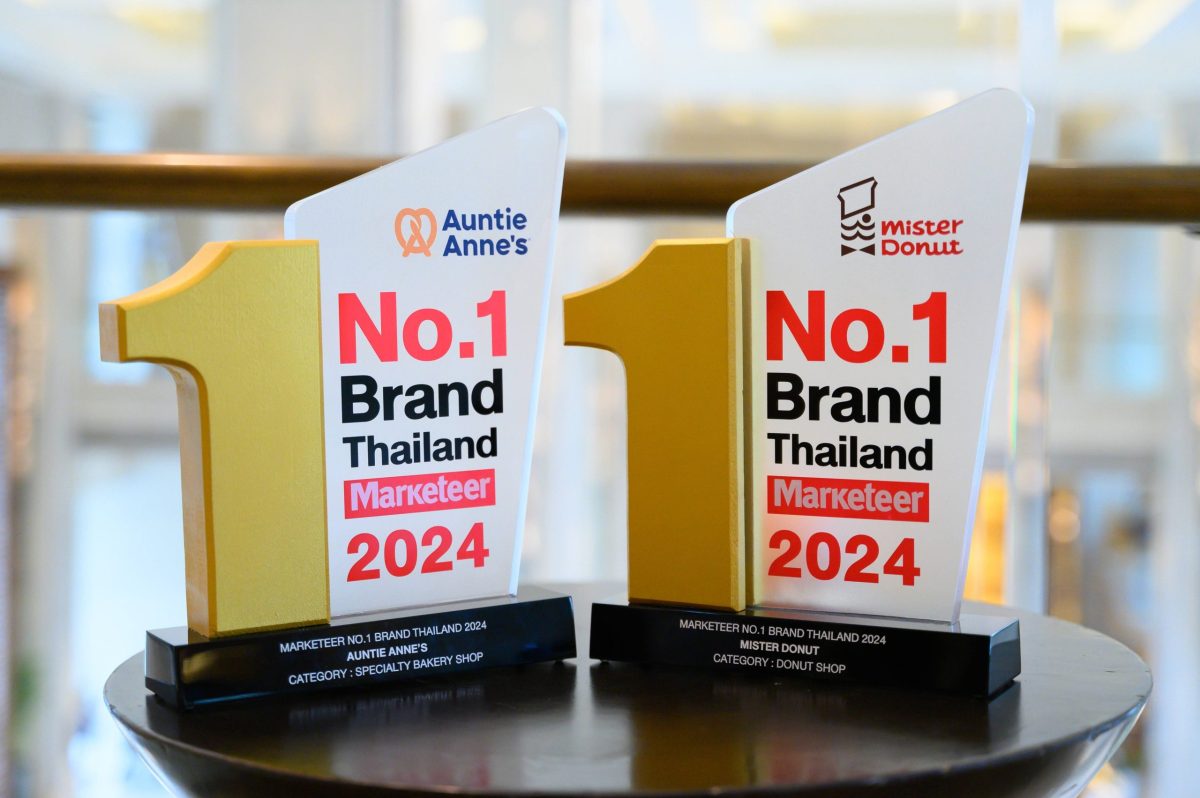 Auntie
Anne's
No.1
Brand
Thailand
Marketeer
2024
MARKETEER NO.1 BRAND THAILAND 2024
AUNTIE ANNE'S
CATEGORY : SPECIALTY BAKERY SHOP
Mister
Donut
No.1
Brand
Thailand
Marketeer
2024
MARKETEER NO.1 BRAND THAILAND 2024
MISTER DONUT
CATEGORY : DONUT SHOP